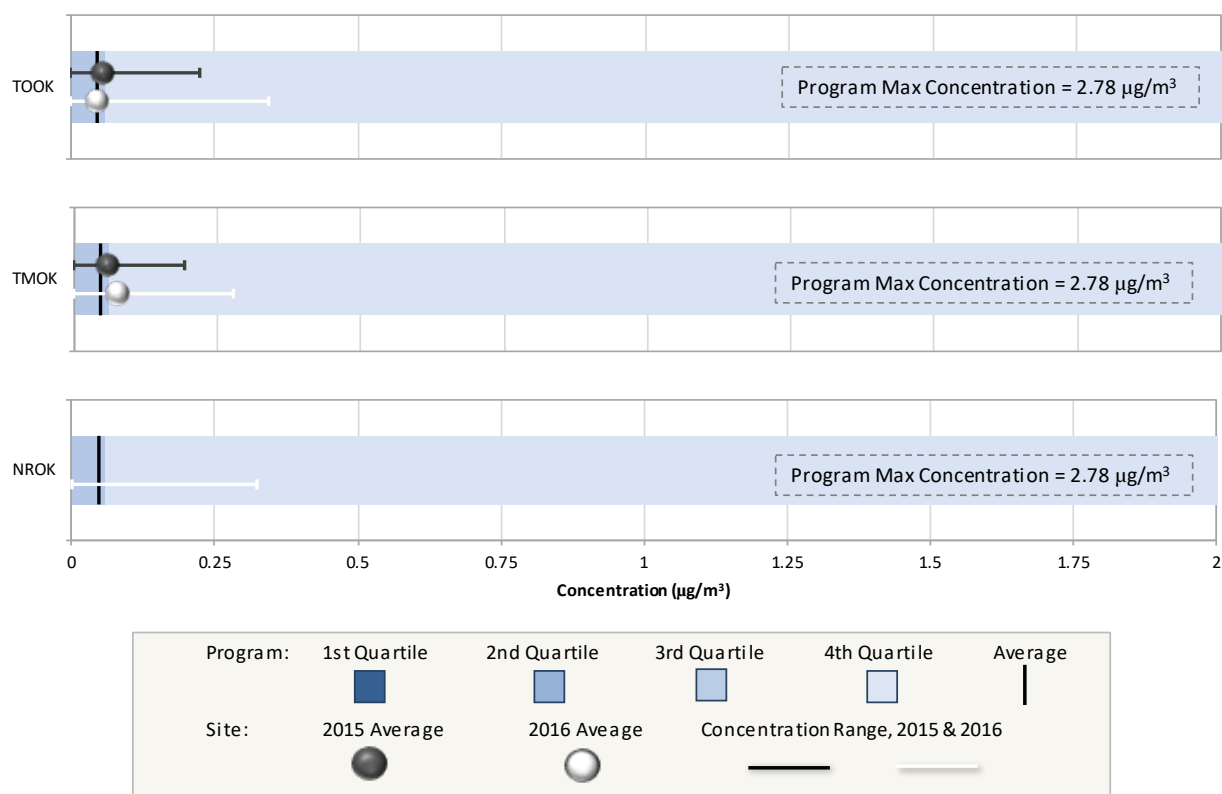 TOOK
Program Max Concentration = 2.78 µg/m³
TMOK
Program Max Concentration = 2.78 µg/m³
NROK
Program Max Concentration = 2.78 µg/m³
0 0.25 0.5 0.75 1 1.25 1.5 1.75 2
Concentration (µg/m³)
Program: 1st Quartile 2nd Quartile 3rd Quartile 4th Quartile Average
Site: 2015 Average 2016 Aveage Concentration Range, 2015 & 2016